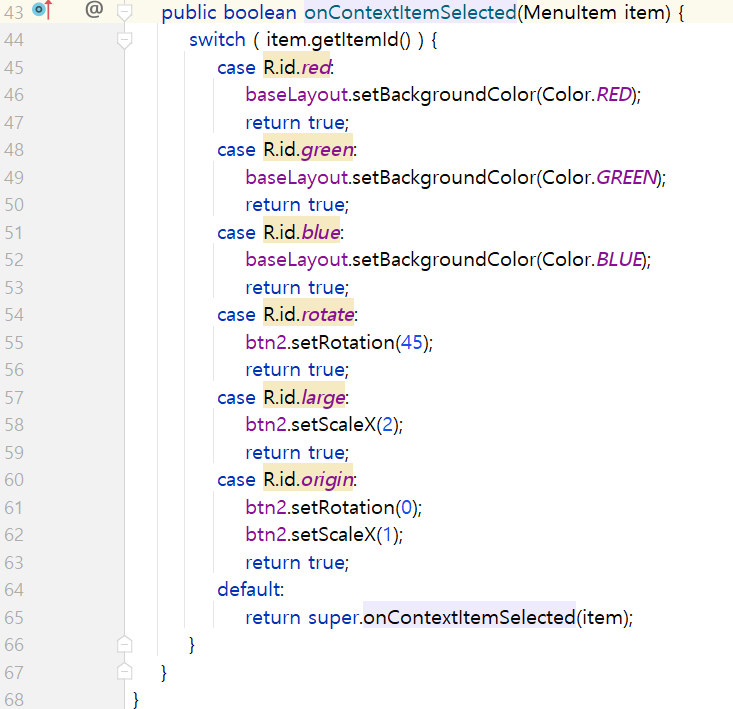 43 @ public boolean onContextItemSelected(MenuItem item) {
44 switch ( item.getItemId() ) {
45 case R.id.red:
46 baseLayout.setBackgroundColor(Color.RED);
47 return true;
48 case R.id.green:
49 baseLayout.setBackgroundColor(Color.GREEN);
50 return true;
51 case R.id.blue:
52 baseLayout.setBackgroundColor(Color.BLUE);
53 return true;
54 case R.id.rotate:
55 btn2.setRotation(45);
56 return true;
57 case R.id.large:
58 btn2.setScaleX(2);
59 return true;
60 case R.id.origin:
61 btn2.setRotation(0);
62 btn2.setScaleX(1);
63 return true;
64 default:
65 return super.onContextItemSelected(item);
66 }
67 }
68 }